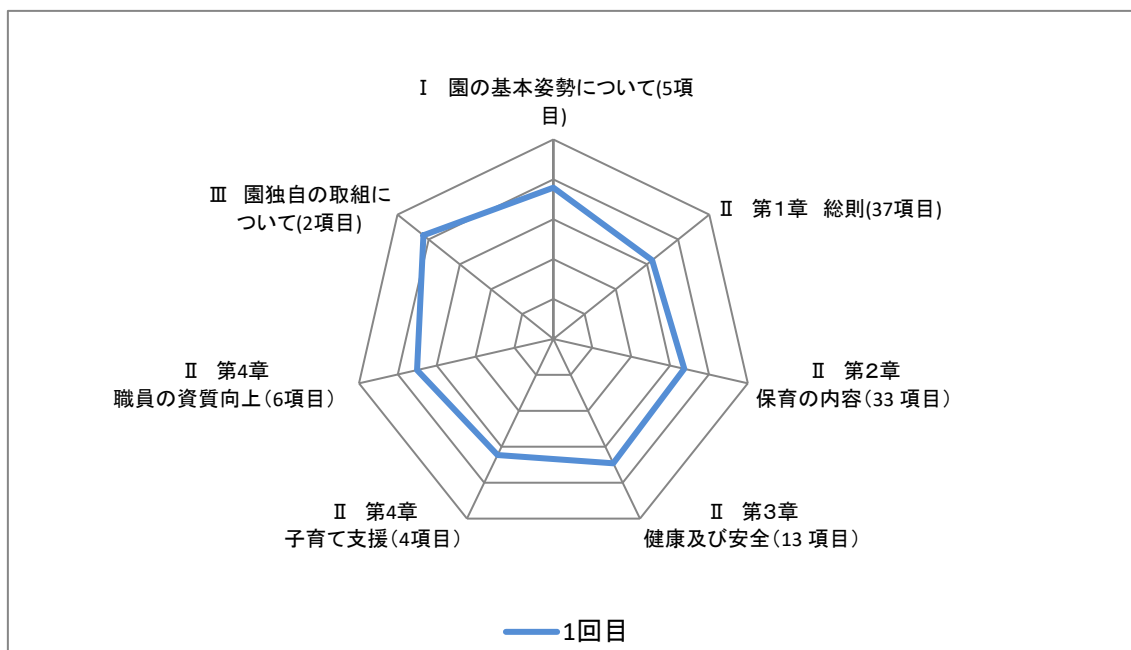 Ⅰ　園の基本姿勢について(5項
目)
Ⅱ　第１章　総則(37項目)
Ⅱ　第２章
保育の内容（33 項目）
Ⅱ　第３章
健康及び安全（13 項目）
Ⅱ　第4章
子育て支援（4項目）
Ⅱ　第4章
職員の資質向上（6項目）
Ⅲ　園独自の取組に
ついて(2項目)
1回目